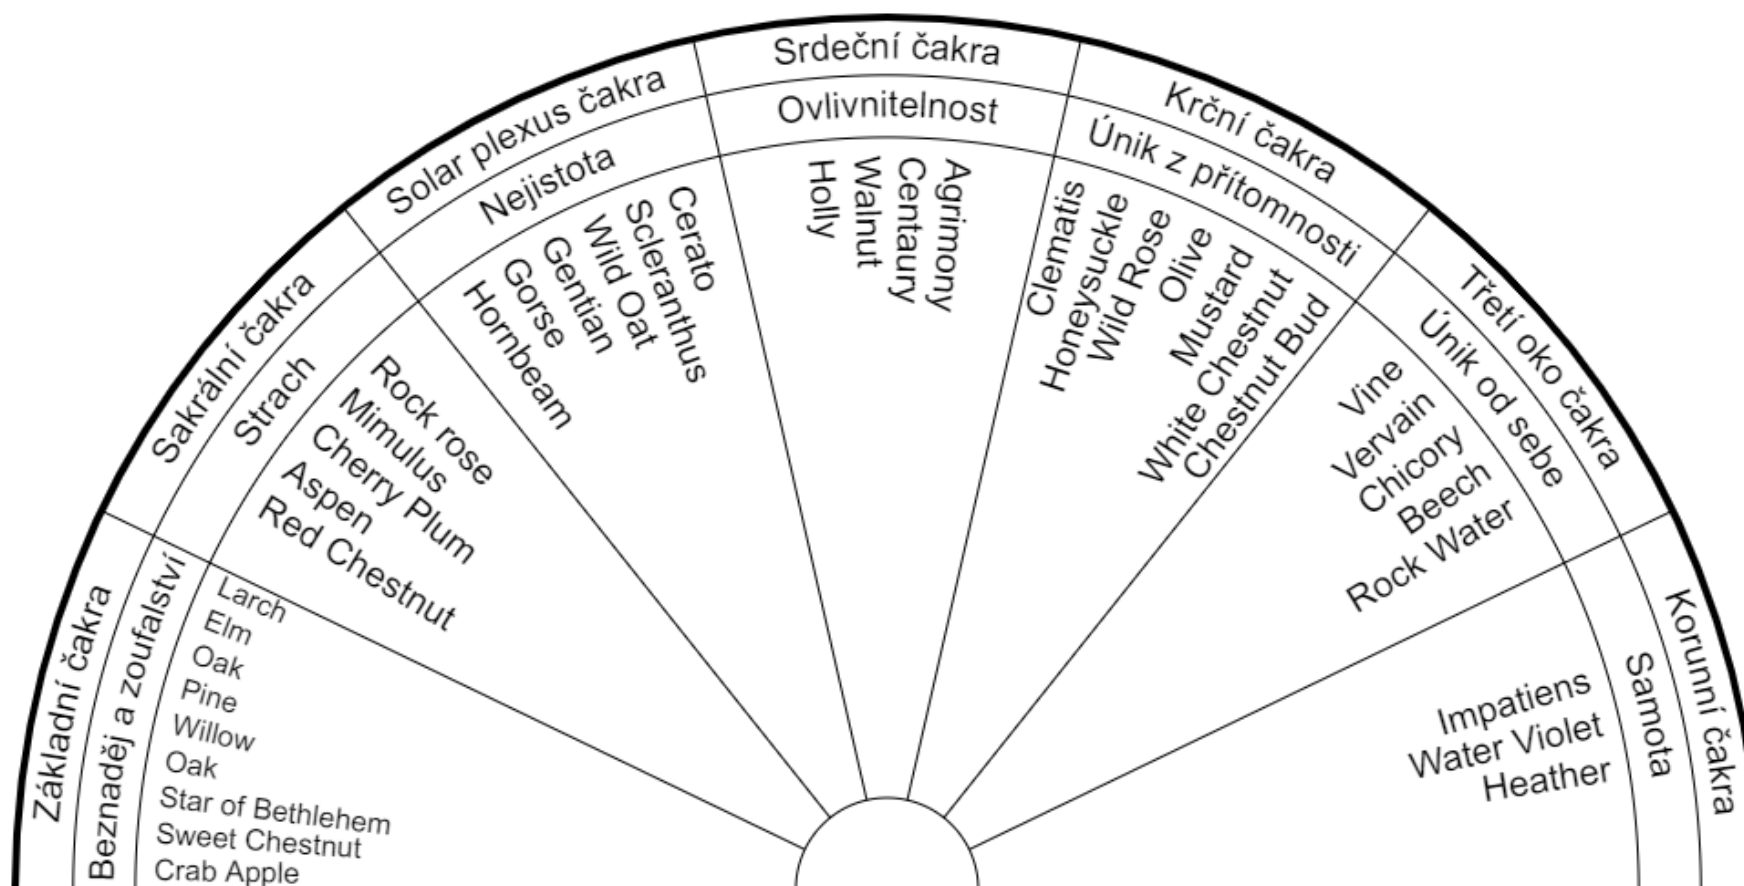 Základní čakra
Beznaděj a zoufalství
Larch
Elm
Oak
Pine
Willow
Oak
Star of Bethlehem
Sweet Chestnut
Crab Apple
Sakrální čakra
Strach
Rock rose
Mimulus
Cherry Plum
Aspen
Red Chestnut
Solar plexus čakra
Nejistota
Cerato
Scleranthus
Wild Oat
Gentian
Gorse
Hornbeam
Srdeční čakra
Ovlivnitelnost
Agrimony
Centaury
Walnut
Holly
Krční čakra
Únik z přítomnosti
Clematis
Honeysuckle
Wild Rose
Olive
Mustard
White Chestnut
Chestnut Bud
Třetí oko čakra
Únik od sebe
Vine
Vervain
Chicory
Beech
Rock Water
Korunní čakra
Samota
Impatiens
Water Violet
Heather